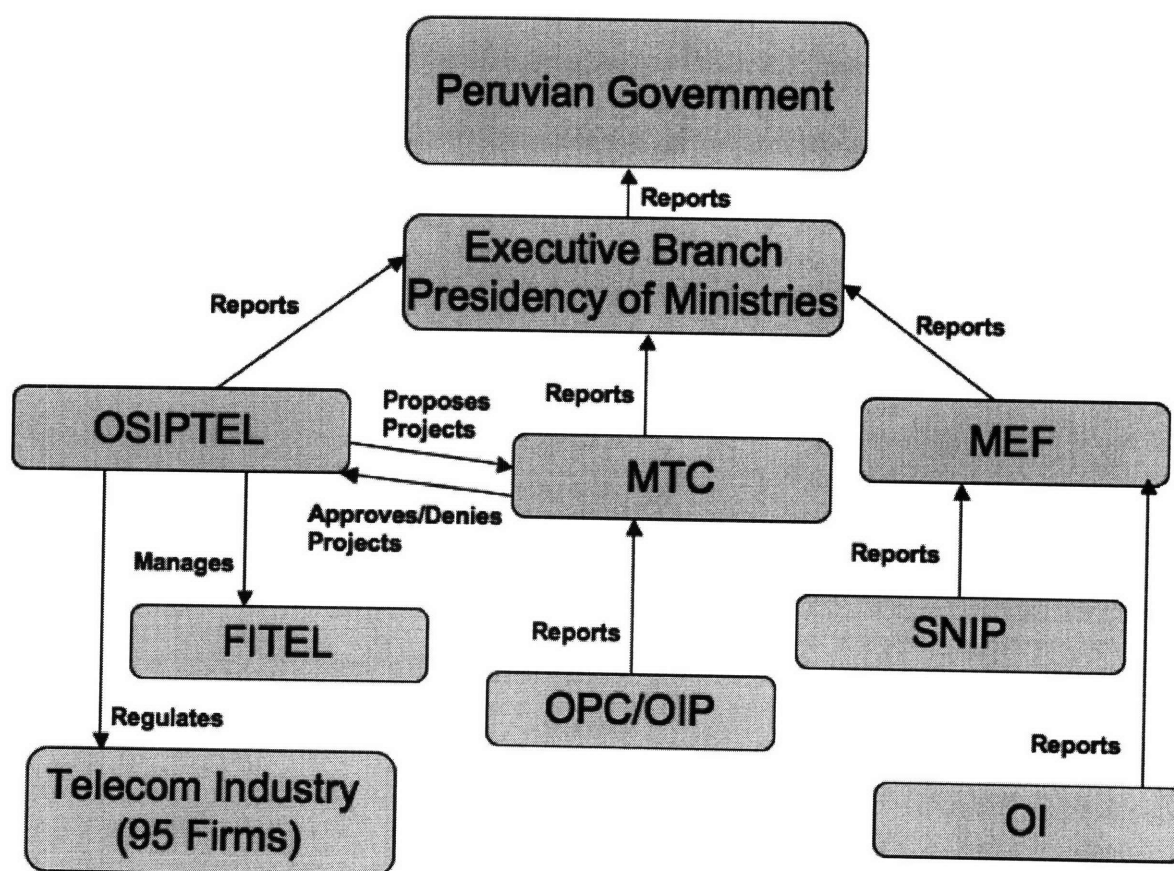 Peruvian Government
Reports
Executive Branch
Presidency of Ministries
Reports
Reports
Reports
OSIPTEL
Proposes
Projects
MTC
MEF
Approves/Denies
Projects
Manages
Reports
Reports
FITEL
SNIP
OPC/OIP
Regulates
Reports
Telecom Industry
(95 Firms)
OI